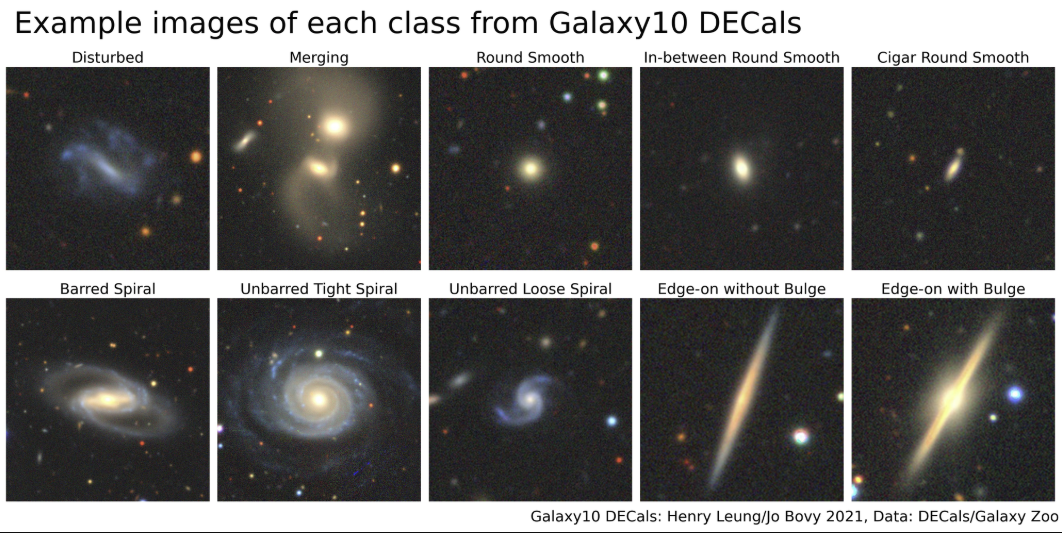 Example images of each class from Galaxy10 DECals
Disturbed
Merging
Round Smooth
In-between Round Smooth
Cigar Round Smooth
Barred Spiral
Unbarred Tight Spiral
Unbarred Loose Spiral
Edge-on without Bulge
Edge-on with Bulge
Galaxy10 DECals: Henry Leung/Jo Bovy 2021, Data: DECals/Galaxy Zoo